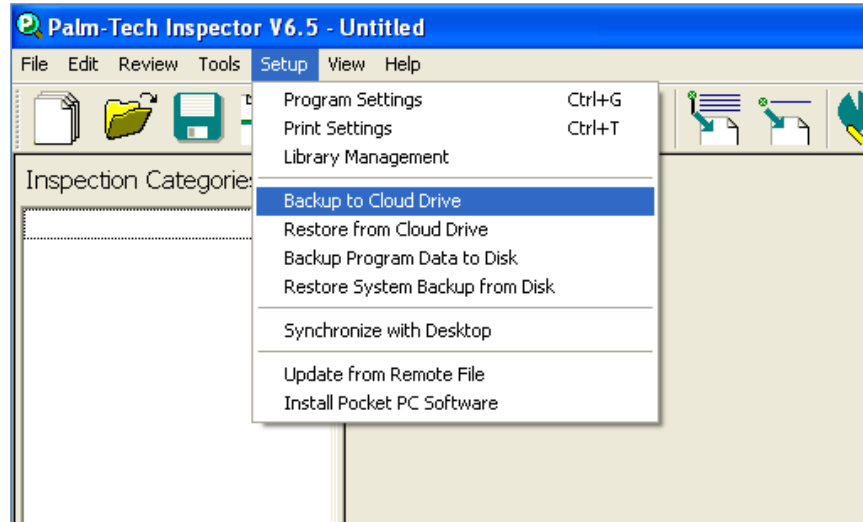 Palm-Tech Inspector V6.5 - Untitled
File Edit Review Tools Setup View Help
Program Settings Ctrl+G
Print Settings Ctrl+T
Library Management
Inspection Categorie
Backup to Cloud Drive
Restore from Cloud Drive
Backup Program Data to Disk
Restore System Backup from Disk
Synchronize with Desktop
Update from Remote File
Install Pocket PC Software